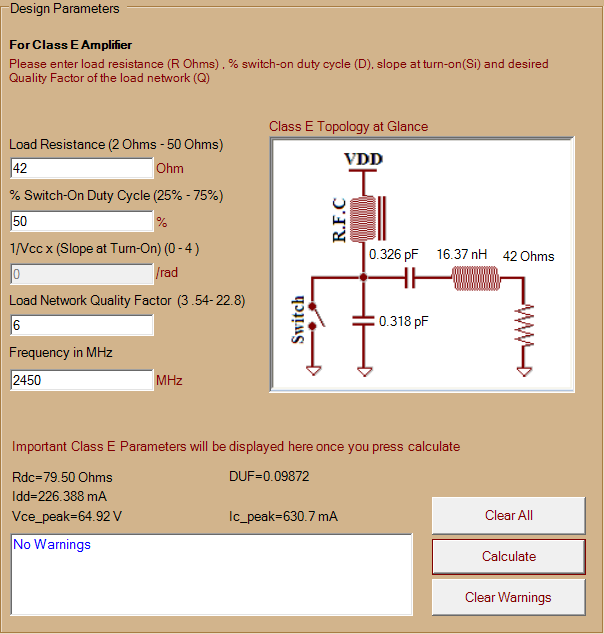 Design Parameters
For Class E Amplifier
Please enter load resistance (R Ohms) , % switch-on duty cycle (D), slope at turn-on(Si) and desired
Quality Factor of the load network (Q)
Class E Topology at Glance
Load Resistance (2 Ohms - 50 Ohms)
42 Ohm
% Switch-On Duty Cycle (25% - 75%)
50 %
1/Vcc x (Slope at Turn-On) (0 - 4 )
0 /rad
Load Network Quality Factor (3 .54- 22.8)
6
Frequency in MHz
2450 MHz
VDD
R.F.C
0.326 pF 16.37 nH 42 Ohms
Switch
0.318 pF
Important Class E Parameters will be displayed here once you press calculate
Rdc=79.50 Ohms DUF=0.09872
Idd=226.388 mA
Vce_peak=64.92 V Ic_peak=630.7 mA
No Warnings
Clear All
Calculate
Clear Warnings